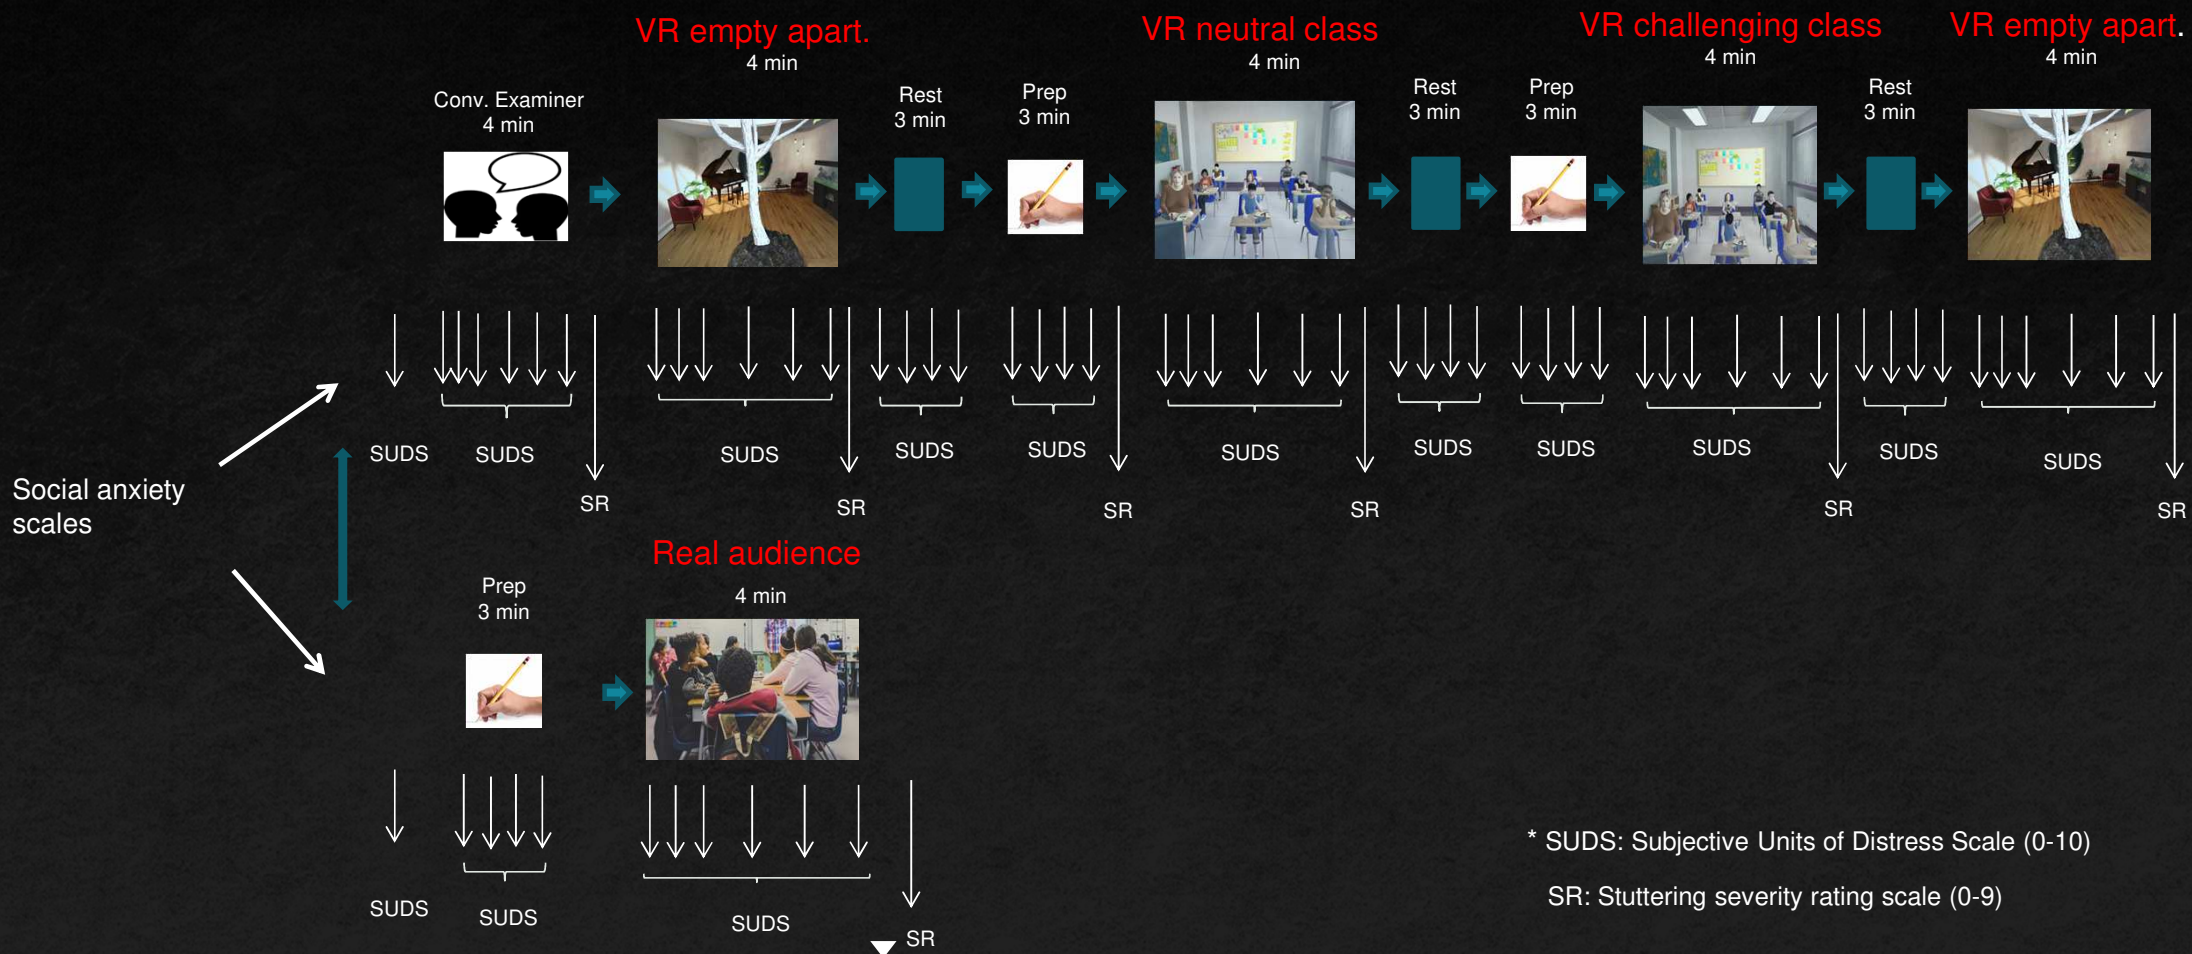 VR empty apart.
4 min
VR neutral class
4 min
VR challenging class
4 min
VR empty apart.
4 min
Conv. Examiner
4 min
Rest
3 min
Prep
3 min
Rest
3 min
Prep
3 min
Rest
3 min
SUDS
SUDS
SR
SUDS
SR
SUDS
SUDS
SR
SUDS
SR
SUDS
SUDS
SUDS
SR
SUDS
SUDS
SR
Social anxiety
scales
Prep
3 min
Real audience
4 min
SUDS
SUDS
SUDS
SR
* SUDS: Subjective Units of Distress Scale (0-10)
SR: Stuttering severity rating scale (0-9)